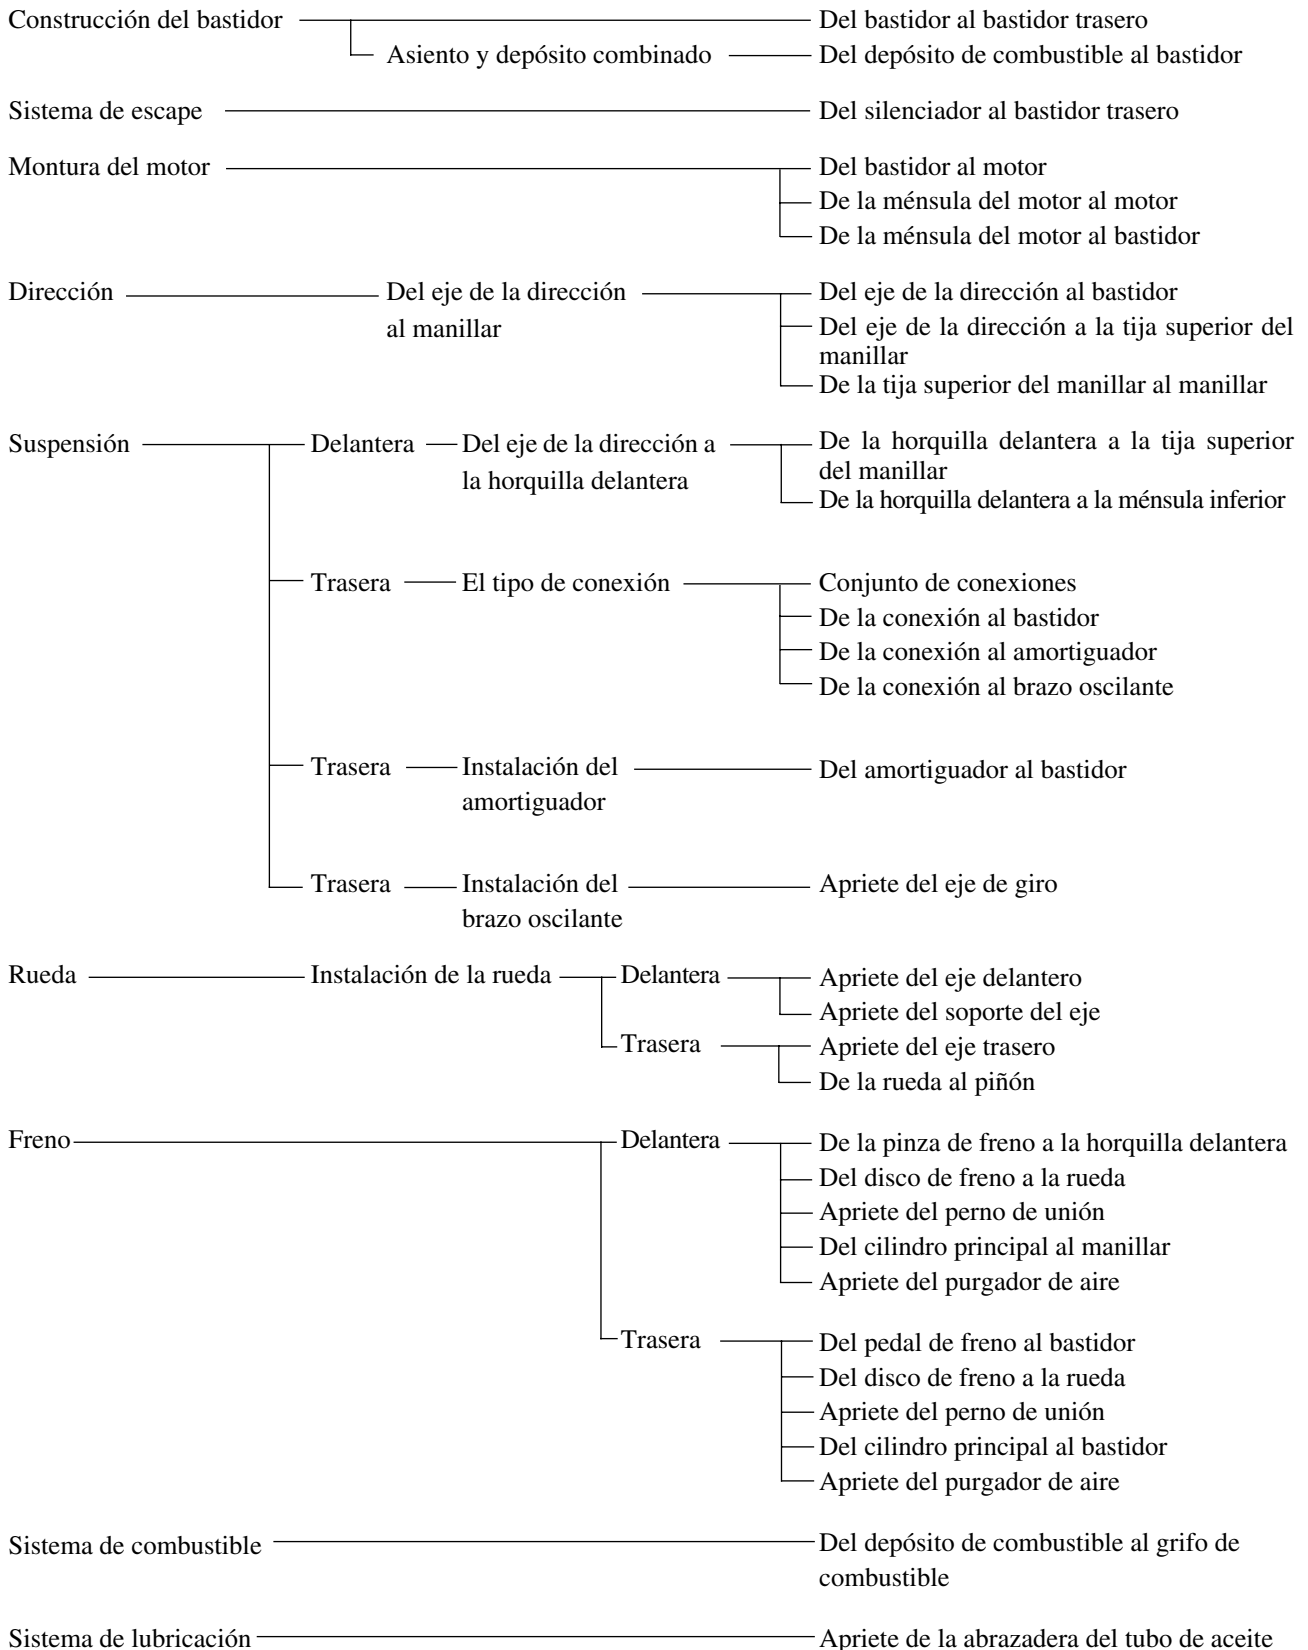 Construcción del bastidor Del bastidor al bastidor trasero
Asiento y depósito combinado Del depósito de combustible al bastidor
Sistema de escape Del silenciador al bastidor trasero
Montura del motor Del bastidor al motor
De la ménsula del motor al motor
De la ménsula del motor al bastidor
Dirección Del eje de la dirección Del eje de la dirección al bastidor
al manillar Del eje de la dirección a la tija superior del
manillar
De la tija superior del manillar al manillar
Suspensión Delantera Del eje de la dirección a De la horquilla delantera a la tija superior
la horquilla delantera del manillar
De la horquilla delantera a la ménsula inferior
Trasera El tipo de conexión Conjunto de conexiones
De la conexión al bastidor
De la conexión al amortiguador
De la conexión al brazo oscilante
Trasera Instalación del Del amortiguador al bastidor
amortiguador
Trasera Instalación del Apriete del eje de giro
brazo oscilante
Rueda Instalación de la rueda Delantera Apriete del eje delantero
Apriete del soporte del eje
Trasera Apriete del eje trasero
De la rueda al piñón
Freno Delantera De la pinza de freno a la horquilla delantera
Del disco de freno a la rueda
Apriete del perno de unión
Del cilindro principal al manillar
Apriete del purgador de aire
Trasera Del pedal de freno al bastidor
Del disco de freno a la rueda
Apriete del perno de unión
Del cilindro principal al bastidor
Apriete del purgador de aire
Sistema de combustible Del depósito de combustible al grifo de
combustible
Sistema de lubricación Apriete de la abrazadera del tubo de aceite